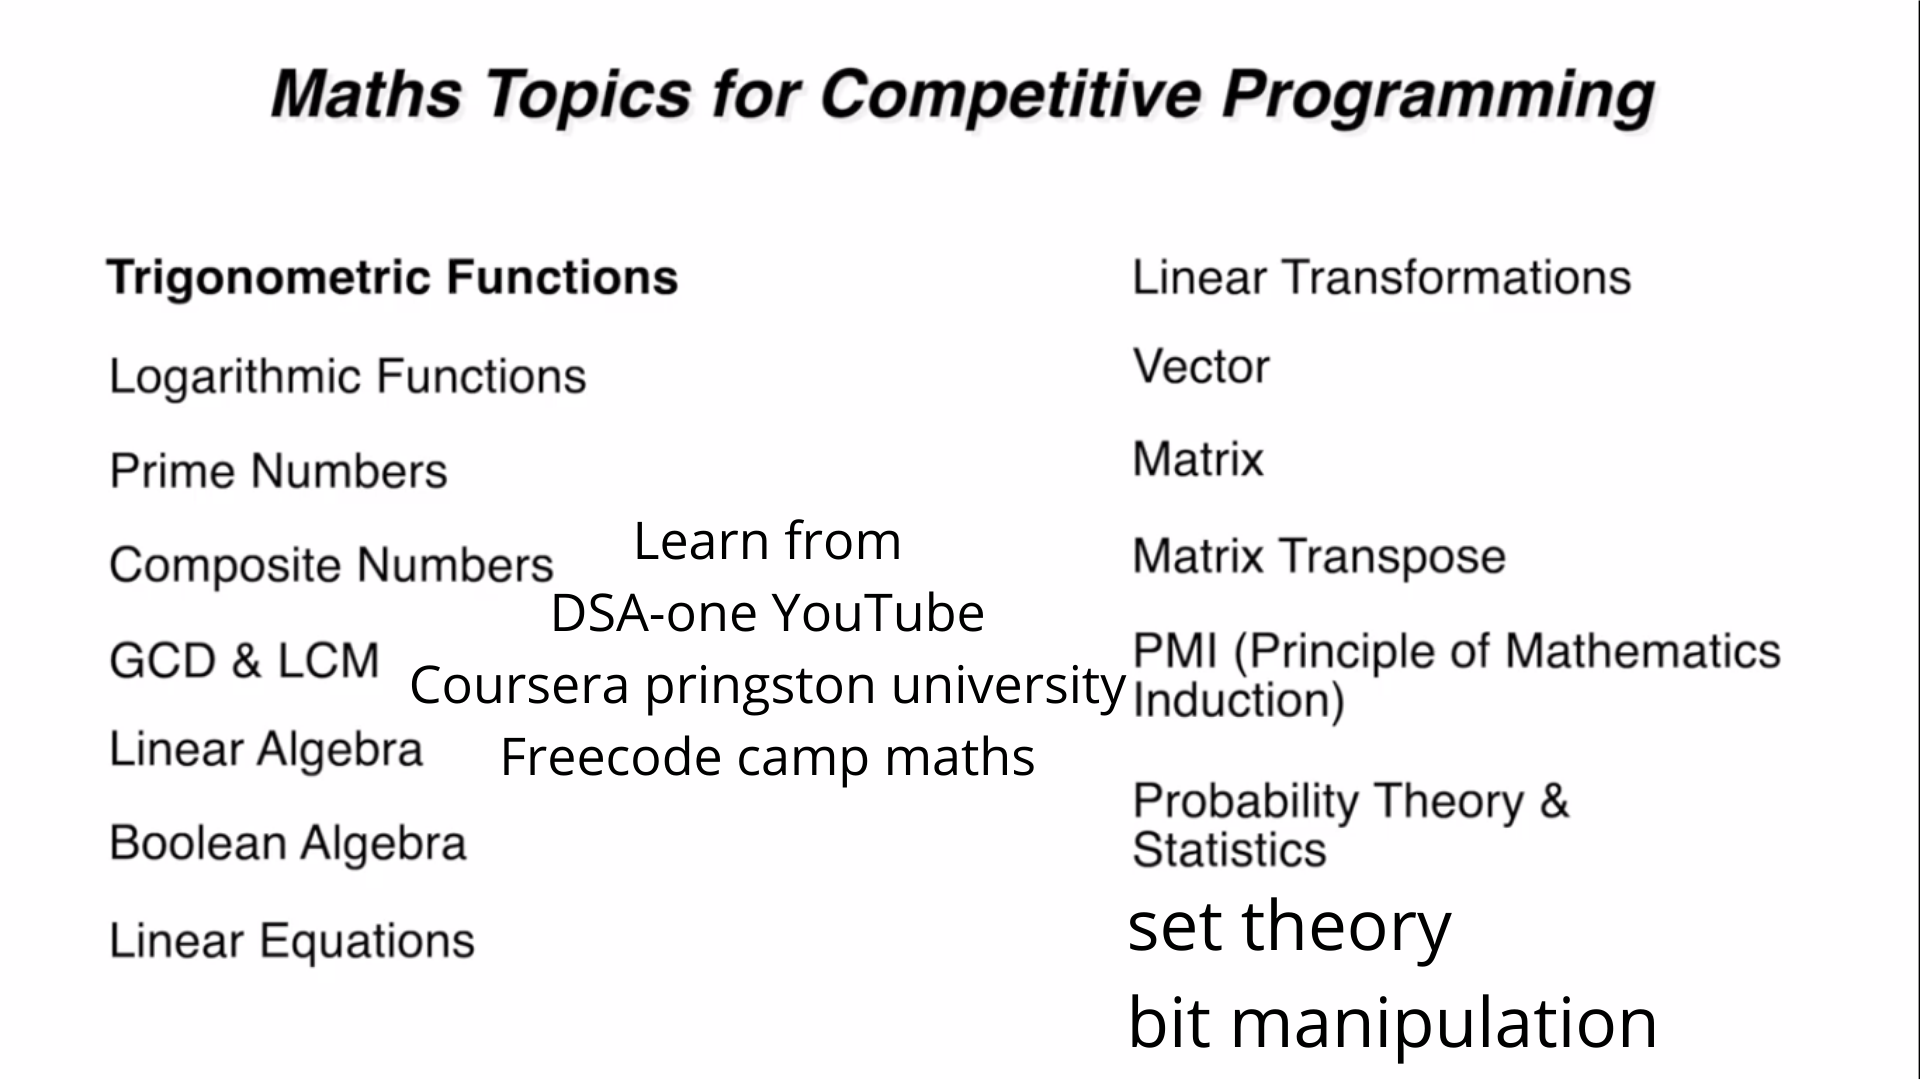 Maths Topics for Competitive Programming
Trigonometric Functions
Logarithmic Functions
Prime Numbers
Composite Numbers
GCD & LCM
Linear Algebra
Boolean Algebra
Linear Equations
Learn from
DSA-one YouTube
Coursera pringston university
Freecode camp maths
Linear Transformations
Vector
Matrix
Matrix Transpose
PMI (Principle of Mathematics
Induction)
Probability Theory &
Statistics
set theory
bit manipulation